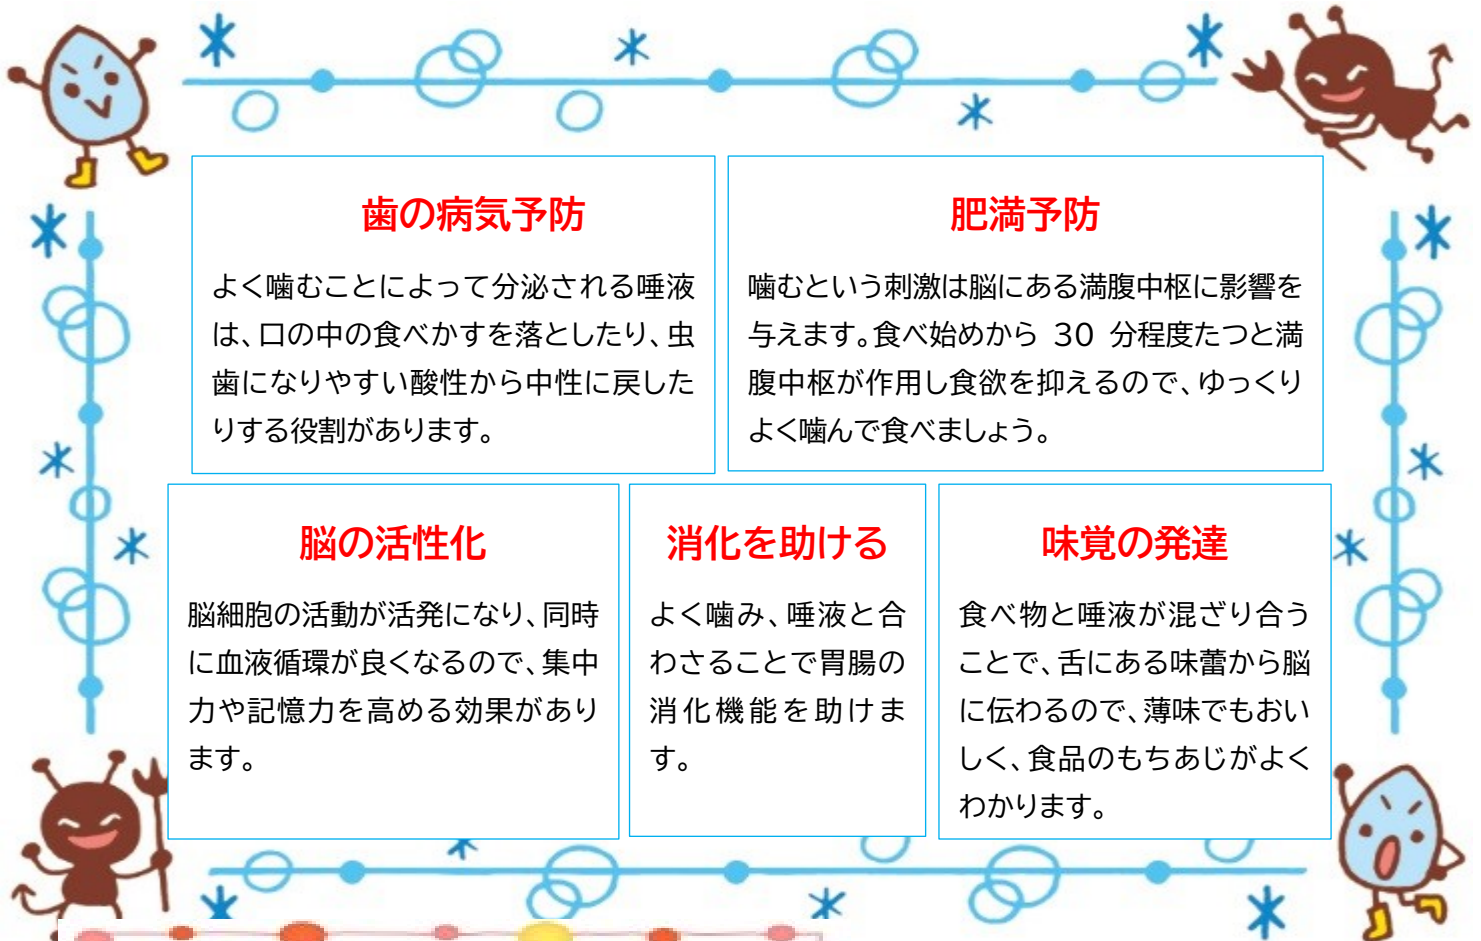 歯の病気予防
よく噛むことによって分泌される唾液
は、口の中の食べかすを落としたり、虫
歯になりやすい酸性から中性に戻した
りする役割があります。
肥満予防
噛むという刺激は脳にある満腹中枢に影響を
与えます。食べ始めから 30 分程度たつと満
腹中枢が作用し食欲を抑えるので、ゆっくり
よく噛んで食べましょう。
脳の活性化
脳細胞の活動が活発になり、同時
に血液循環が良くなるので、集中
力や記憶力を高める効果があり
ます。
消化を助ける
よく噛み、唾液と合
わさることで胃腸の
消化機能を助けま
す。
味覚の発達
食べ物と唾液が混ざり合う
ことで、舌にある味蕾から脳
に伝わるので、薄味でもおい
しく、食品のもちあじがよく
わかります。